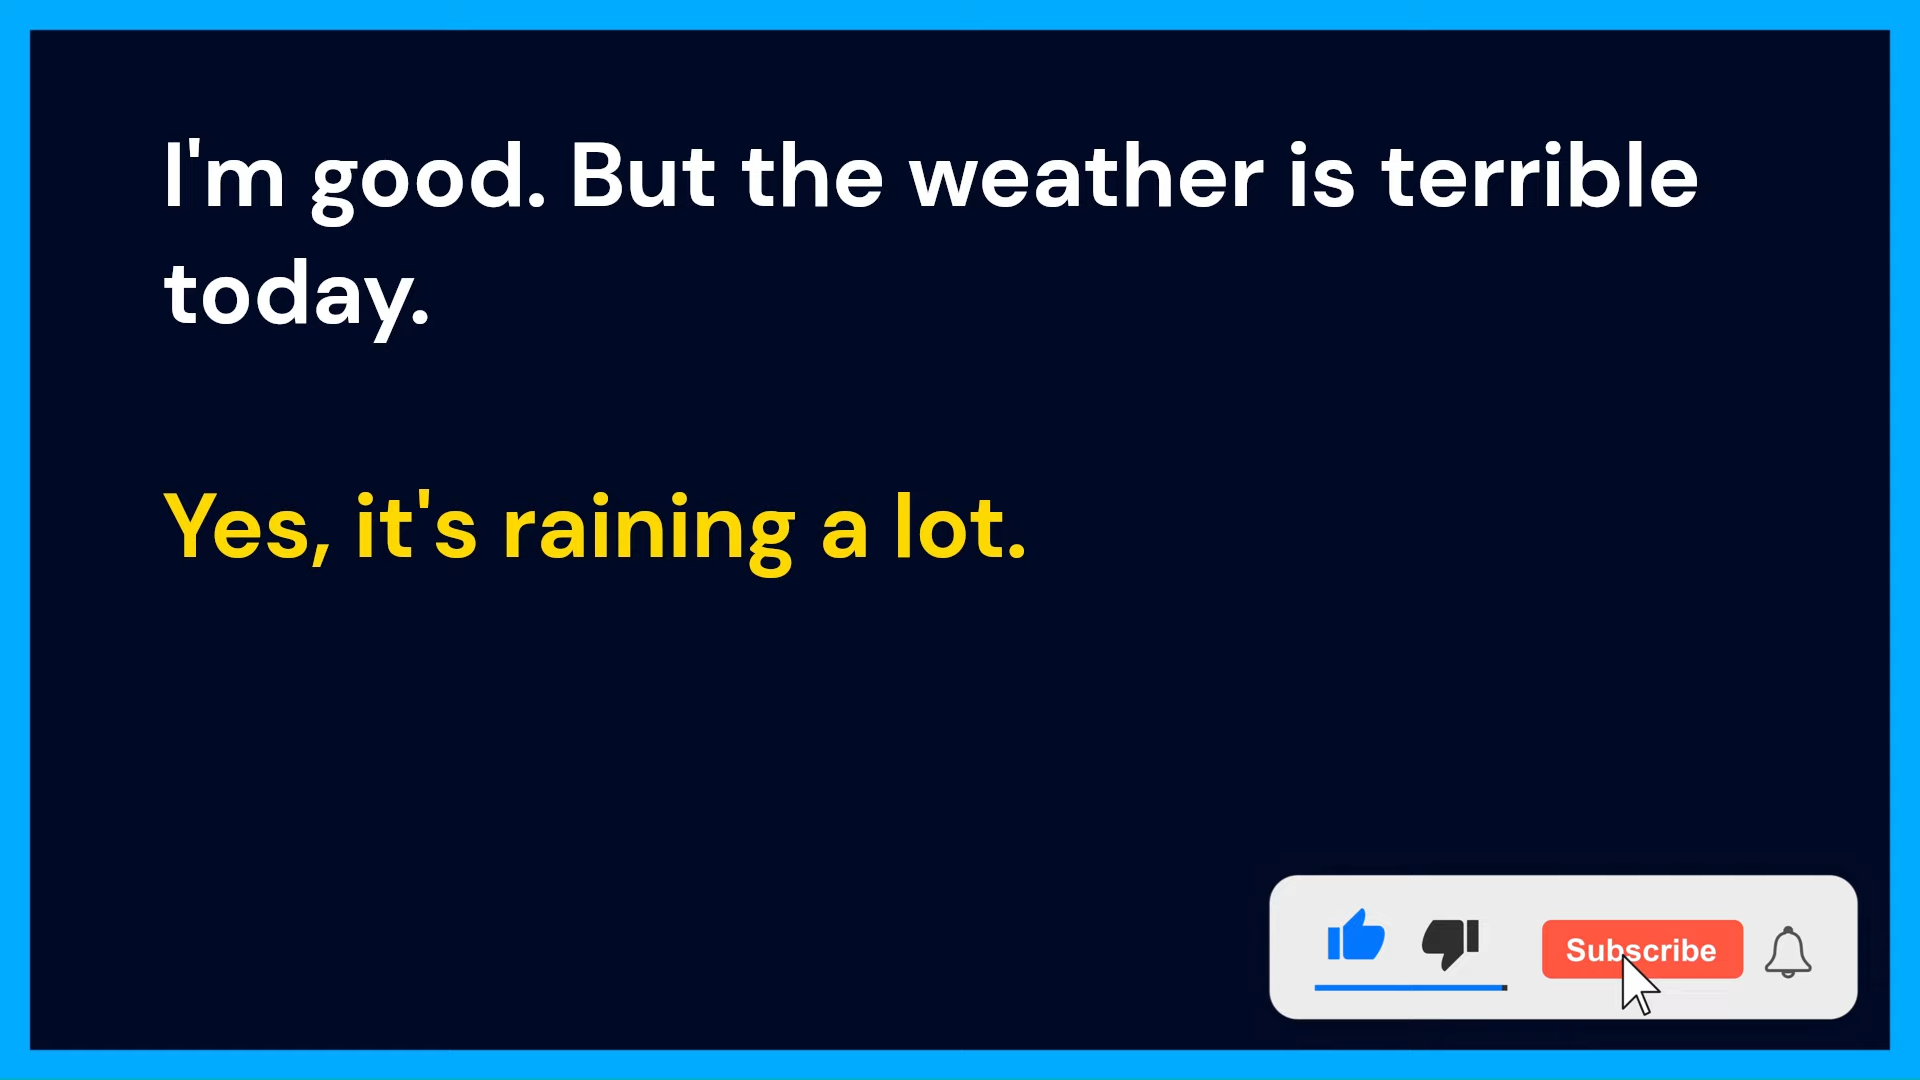 I'm good. But the weather is terrible
today.
Yes, it's raining a lot.
Subscribe